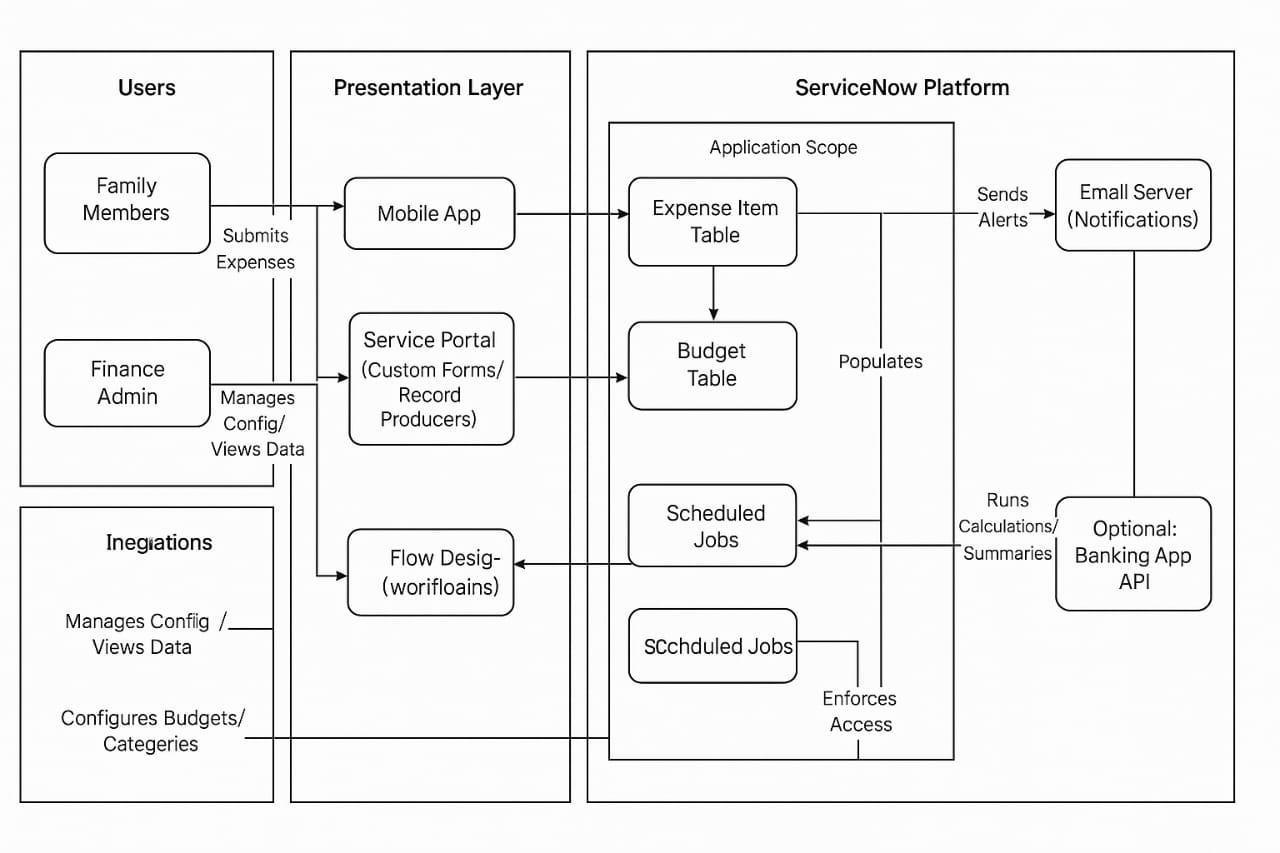 Users
Family
Members
Submits
Expenses
Finance
Admin
Manages
Config/
Views Data
Inegrations
Manages Config /
Views Data
Configures Budgets/
Categeries
Presentation Layer
Mobile App
Service Portal
(Custom Forms/
Record
Producers)
Flow Desig-
(worifloains)
ServiceNow Platform
Application Scope
Expense Item
Table
Budget
Table
Populates
Scheduled
Jobs
SCchduled Jobs
Enforces
Access
Sends
Alerts
Email Server
(Notifications)
Runs
Calculations/
Summaries
Optional:
Banking App
API